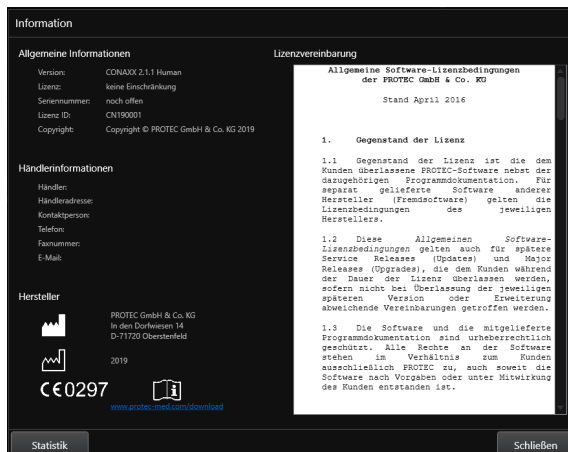 Information
Allgemeine Informationen
Version: CONAXX 2.1.1 Human
Lizenz: keine Einschränkung
Seriennummer: noch offen
Lizenz ID: CN190001
Copyright: Copyright © PROTEC GmbH & Co. KG 2019
Händlerinformationen
Händler:
Händleradresse:
Kontaktperson:
Telefon:
Faxnummer:
E-Mail:
Hersteller
PROTEC GmbH & Co. KG
In den Dorfwiesen 14
D-71720 Oberstenfeld
2019
CE0297
www.protec-med.com/download
Lizenzvereinbarung
Allgemeine Software-Lizenzbedingungen
der PROTEC GmbH & Co. KG
Stand April 2016
1. Gegenstand der Lizenz
1.1 Gegenstand der Lizenz ist die dem
Kunden überlassene PROTEC-Software nebst der
dazugehörigen Programmdokumentation. Für
separat gelieferte Software anderer
Hersteller (Fremdsoftware) gelten die
Lizenzbedingungen des jeweiligen
Herstellers.
1.2 Diese Allgemeinen Software-
Lizenzbedingungen gelten auch für spätere
Service Releases (Updates) und Major
Releases (Upgrades), die dem Kunden während
der Dauer der Lizenz überlassen werden,
sofern nicht bei Überlassung der jeweiligen
späteren Version oder Erweiterung
abweichende Vereinbarungen getroffen werden.
1.3 Die Software und die mitgelieferte
Programmdokumentation sind urheberrechtlich
geschützt. Alle Rechte an der Software
stehen im Verhältnis zum Kunden
ausschließlich PROTEC zu, auch soweit die
Software nach Vorgaben oder unter Mitwirkung
des Kunden entstanden ist.
Statistik
Schließen